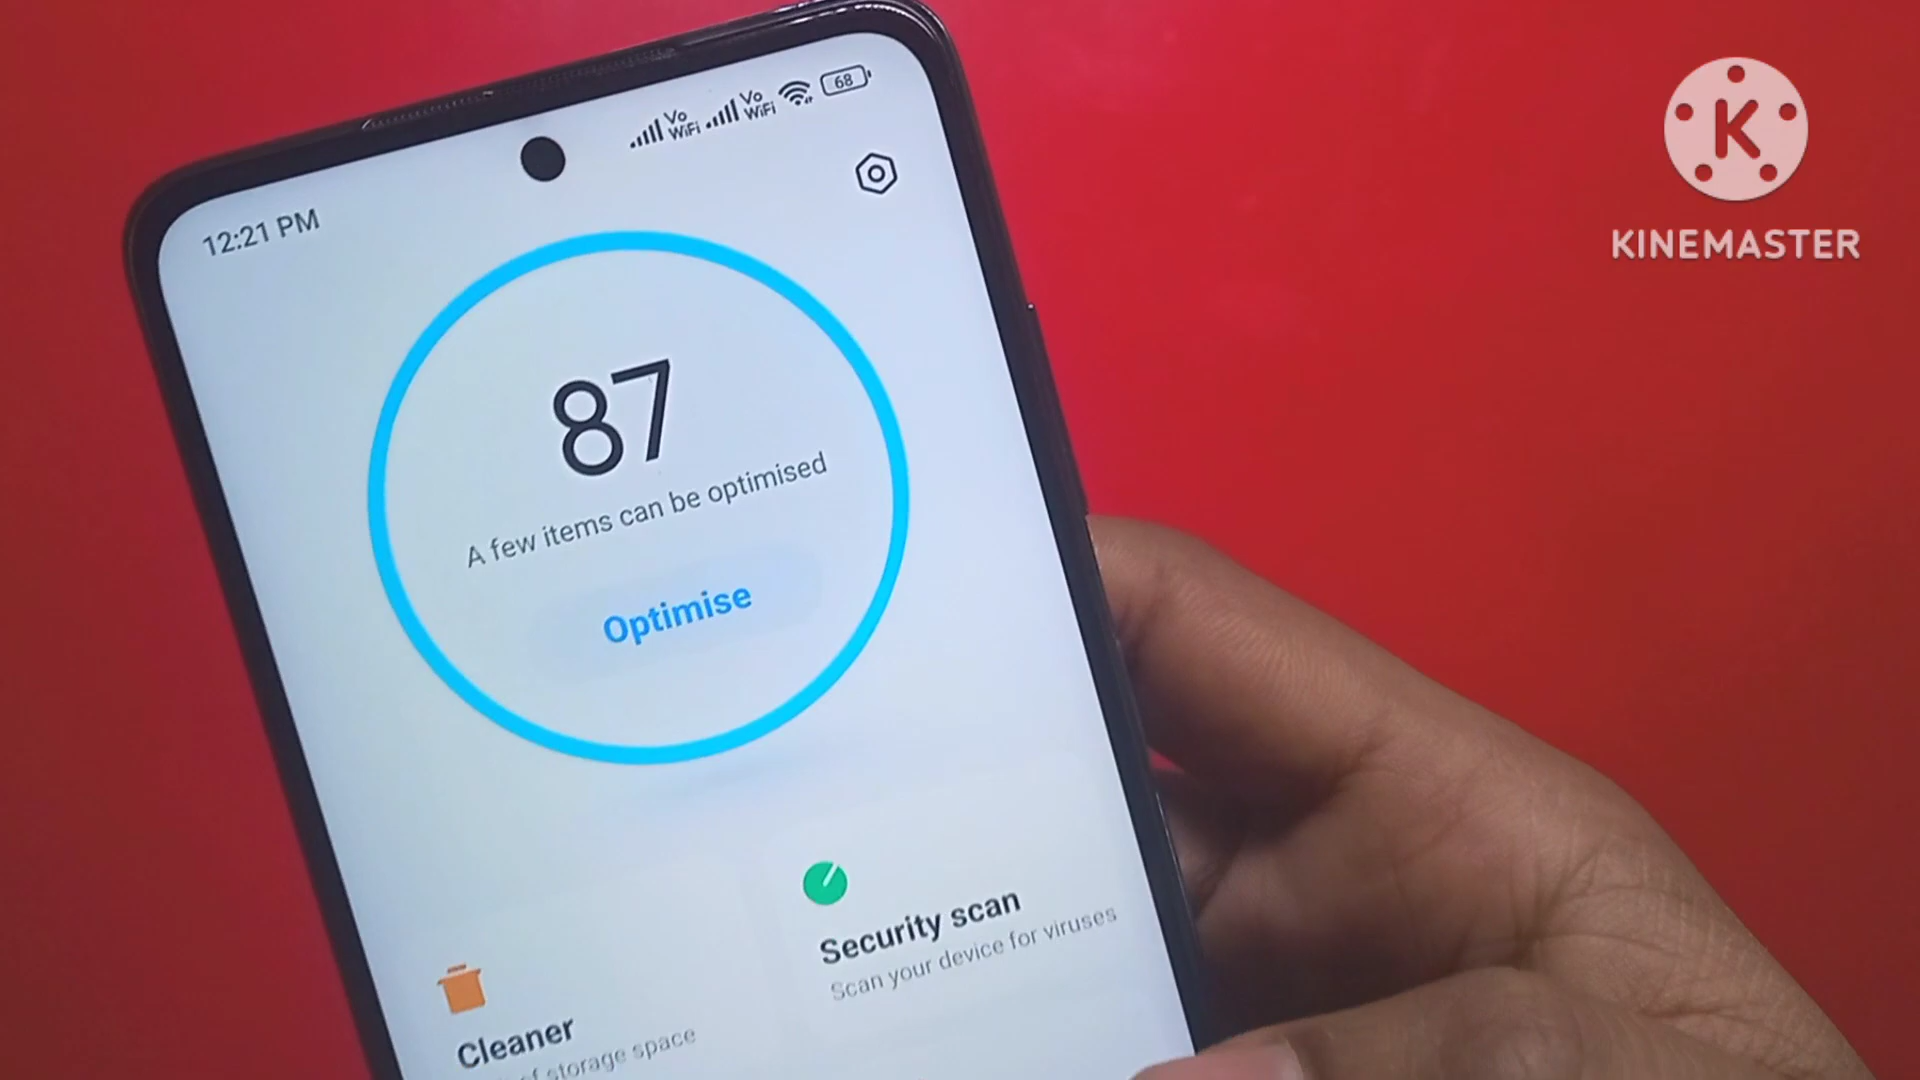 Vo
WiFi
Vo
WiFi
68
12:21 PM
K
KINEMASTER
87
A few items can be optimised
Optimise
Security scan
Scan your device for viruses
Cleaner
of storage space